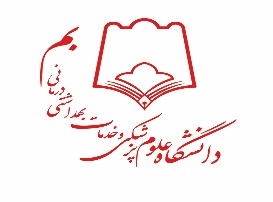 دانشگاه علوم پزشکی و خدمات بهداشتی درمانی بم